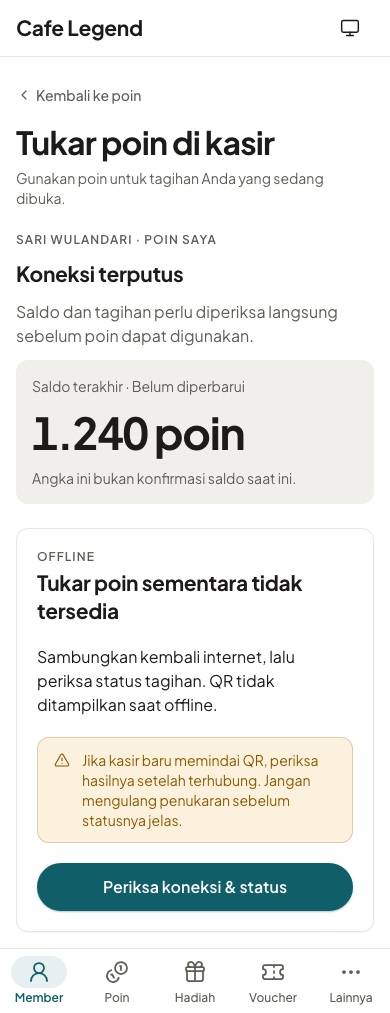 Cafe Legend
Kembali ke poin
Tukar poin di kasir
Gunakan poin untuk tagihan Anda yang sedang
dibuka.
SARI WULANDARI · POIN SAYA
Koneksi terputus
Saldo dan tagihan perlu diperiksa langsung
sebelum poin dapat digunakan.
Saldo terakhir · Belum diperbarui
1.240 poin
Angka ini bukan konfirmasi saldo saat ini.
OFFLINE
Tukar poin sementara tidak
tersedia
Sambungkan kembali internet, lalu
periksa status tagihan. QR tidak
ditampilkan saat offline.
Jika kasir baru memindai QR, periksa
hasilnya setelah terhubung. Jangan
mengulang penukaran sebelum
statusnya jelas.
Periksa koneksi & status
Member
Poin
Hadiah
Voucher
Lainnya